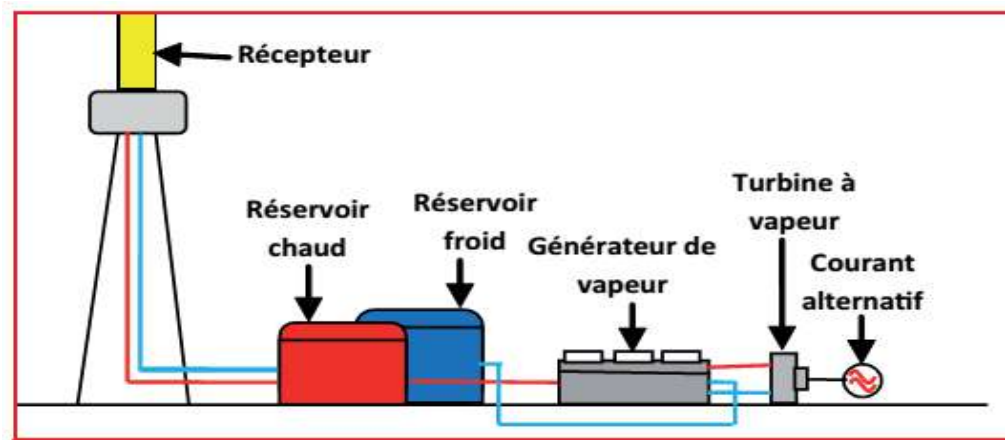 Récepteur
Réservoir
chaud
Réservoir
froid
Générateur de
vapeur
Turbine à
vapeur
Courant
alternatif